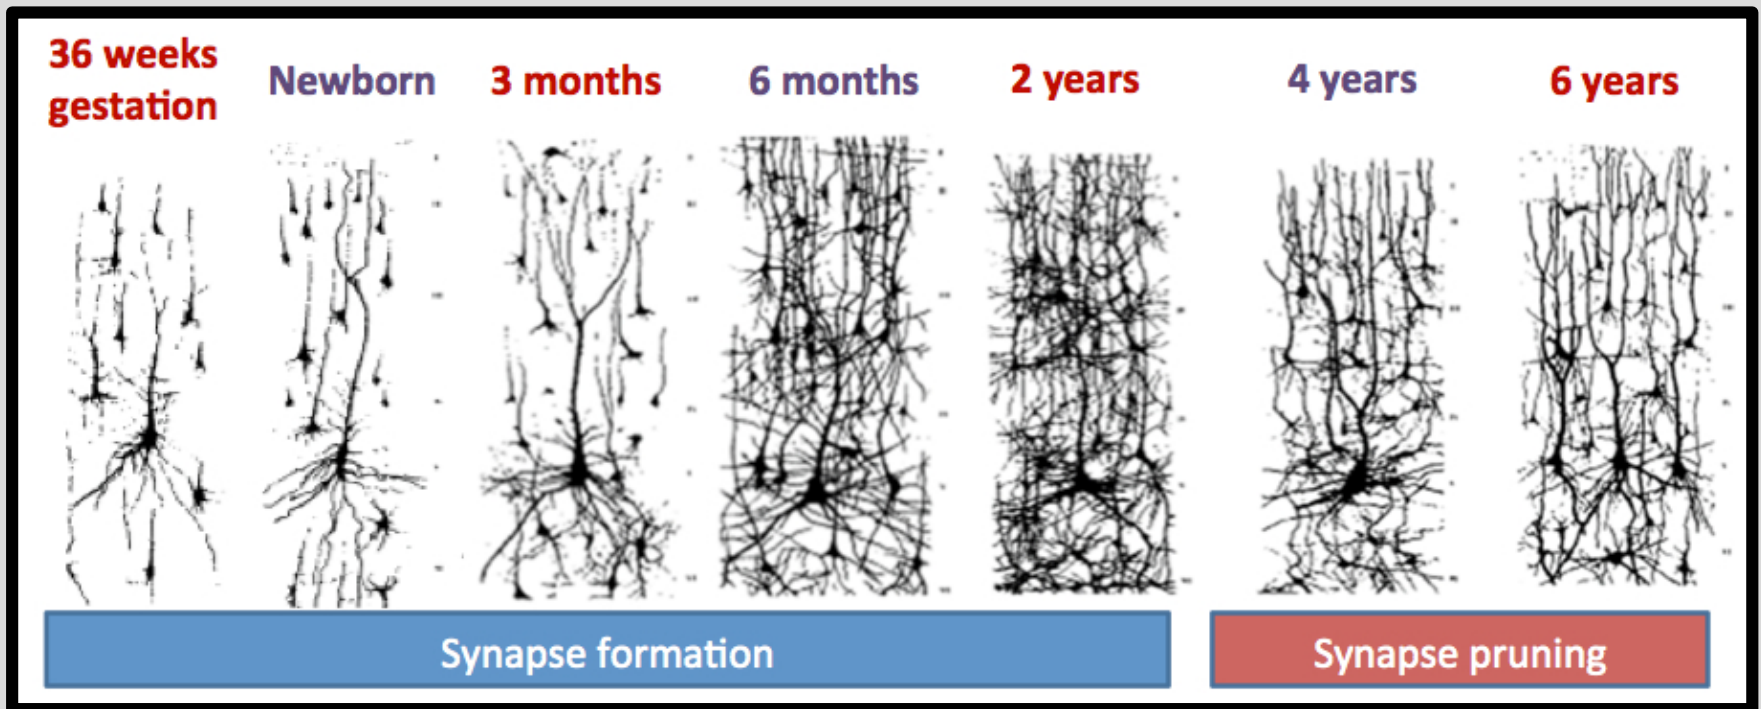 36 weeks
gestation
Newborn
3 months
6 months
2 years
4 years
6 years
Synapse formation
Synapse pruning